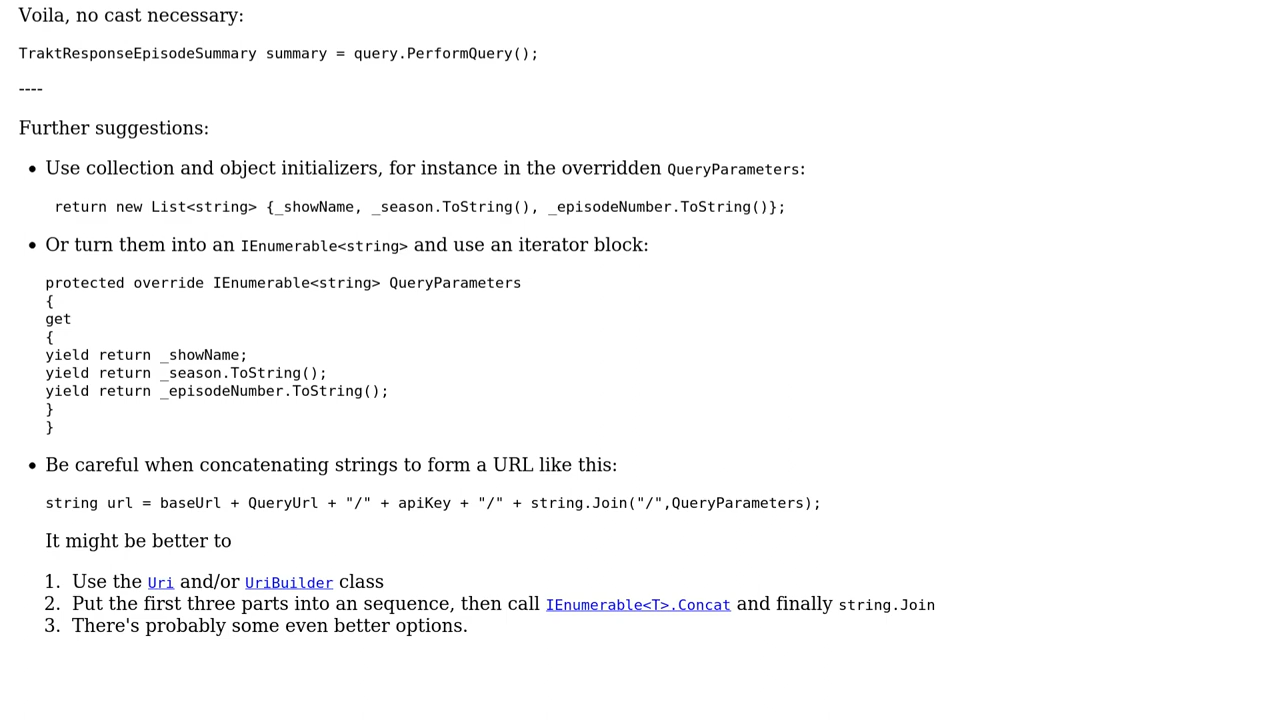 Voila, no cast necessary:
TraktResponseEpisodeSummary summary = query.PerformQuery();
----
Further suggestions:
• Use collection and object initializers, for instance in the overridden QueryParameters:
return new List<string> {_showName, _season.ToString(), _episodeNumber.ToString()};
• Or turn them into an IEnumerable<string> and use an iterator block:
protected override IEnumerable<string> QueryParameters
{
get
{
yield return _showName;
yield return _season.ToString();
yield return _episodeNumber.ToString();
}
}
• Be careful when concatenating strings to form a URL like this:
string url = baseUrl + QueryUrl + "/" + apiKey + "/" + string.Join("/",QueryParameters);
It might be better to
1. Use the Uri and/or UriBuilder class
2. Put the first three parts into an sequence, then call IEnumerable<T>.Concat and finally string.Join
3. There's probably some even better options.